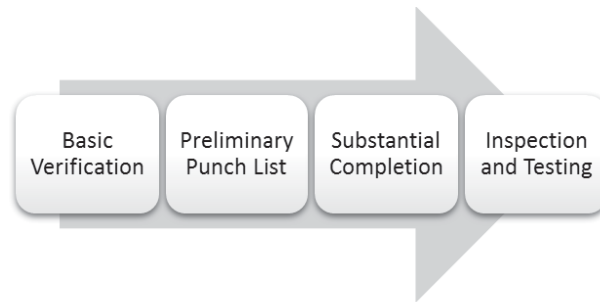 Basic
Verification
Preliminary
Punch List
Substantial
Completion
Inspection
and Testing